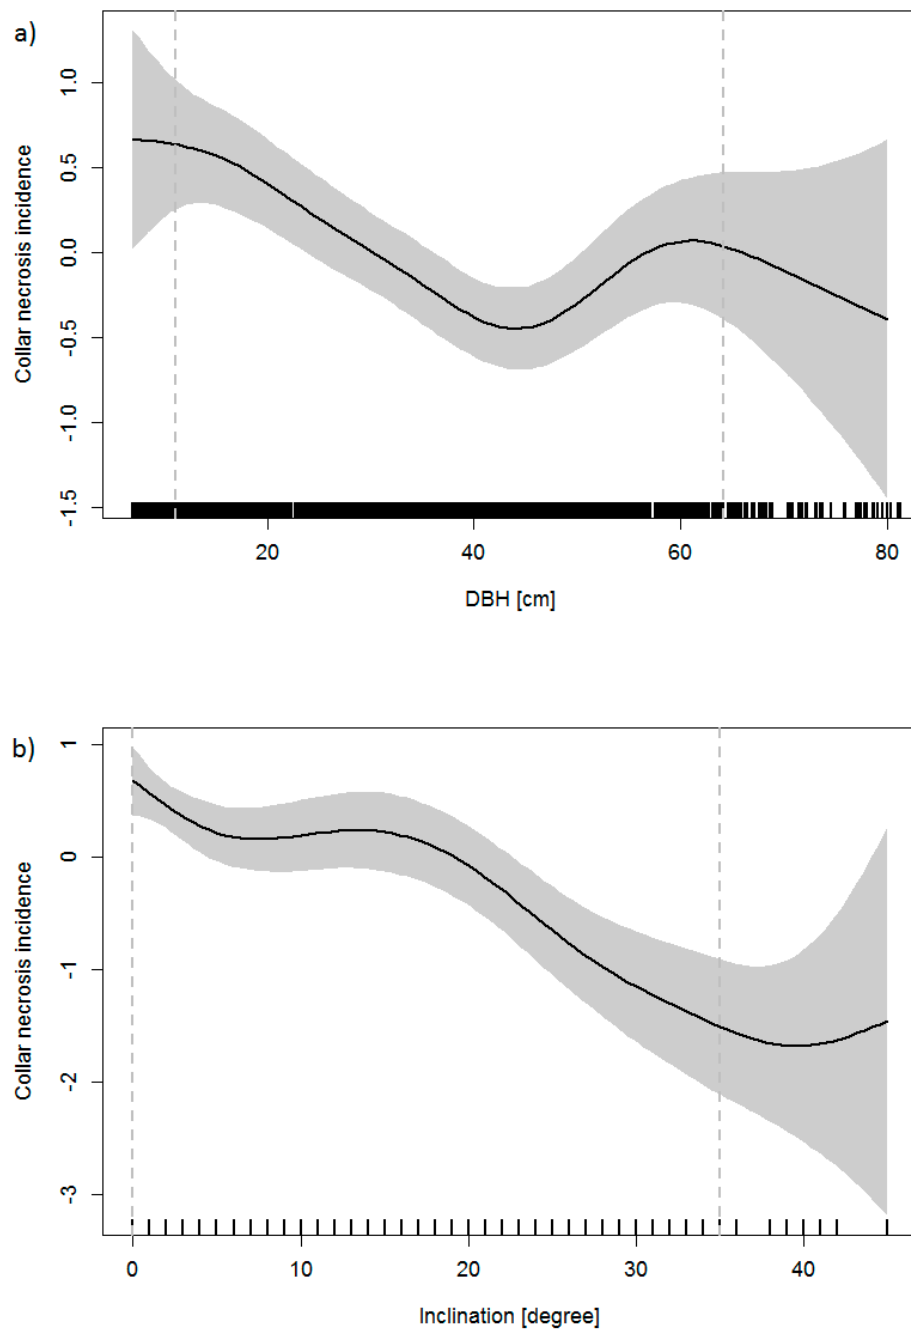 a)
Collar necrosis incidence
1.0
0.5
0.0
-0.5
-1.0
-1.5
20 40 60 80
DBH [cm]
b)
Collar necrosis incidence
1
0
-1
-2
-3
0 10 20 30 40
Inclination [degree]